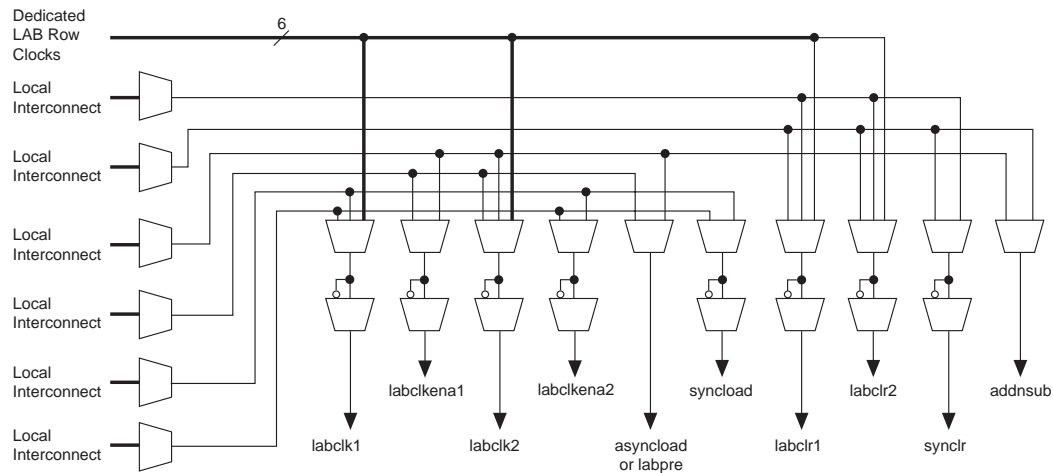 Dedicated
LAB Row
Clocks
6
Local
Interconnect
Local
Interconnect
Local
Interconnect
Local
Interconnect
Local
Interconnect
Local
Interconnect
labclkena1
labclkena2
syncload
labclr2
addnsub
labclk1
labclk2
asyncload
or labpre
labclr1
synclr